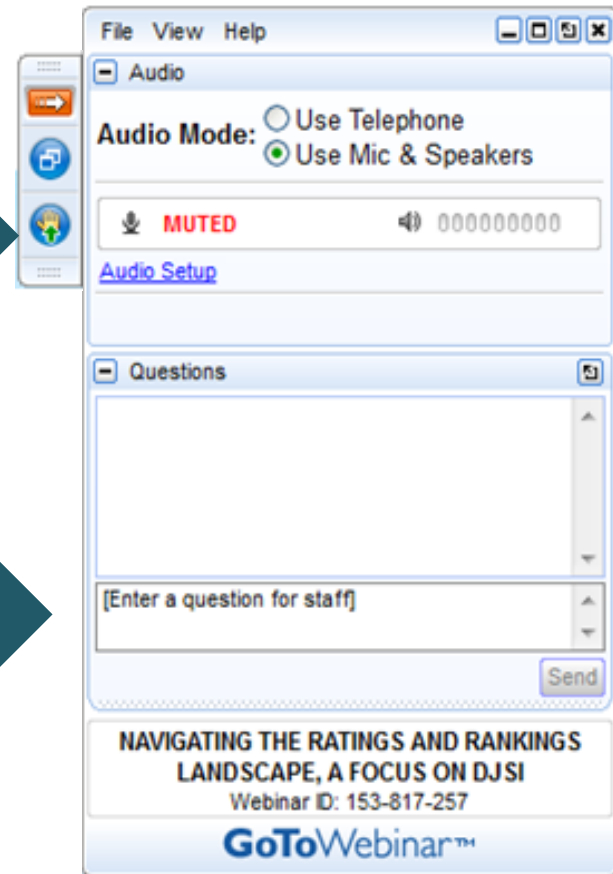 File View Help
Audio
Audio Mode:
Use Telephone
Use Mic & Speakers
MUTED 000000000
Audio Setup
Questions
[Enter a question for staff]
Send
NAVIGATING THE RATINGS AND RANKINGS
LANDSCAPE, A FOCUS ON DJSI
Webinar ID: 153-817-257
GoToWebinar™